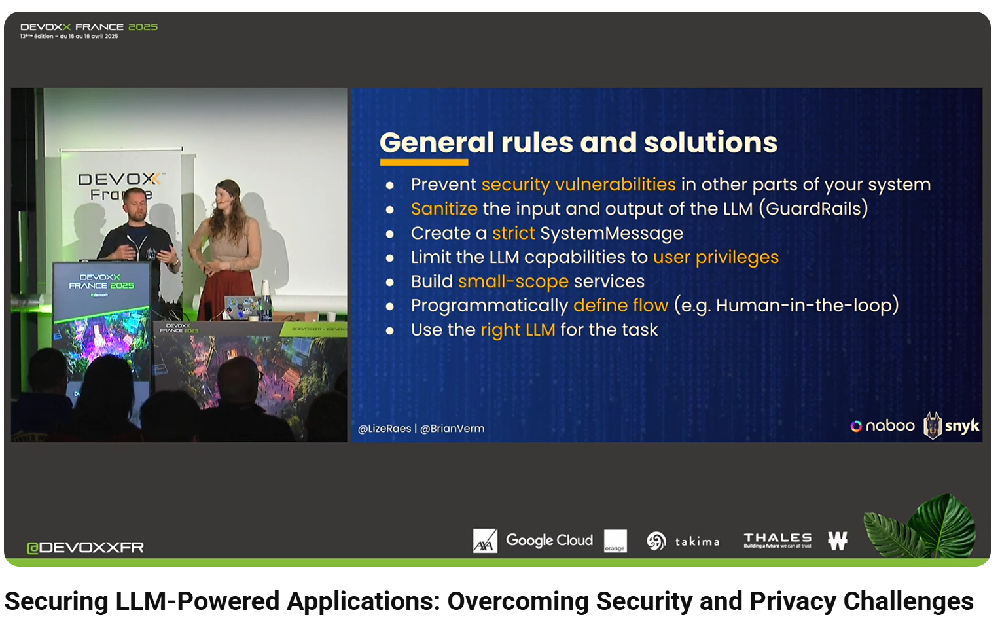 DEVOXX FRANCE 2025
13ème édition – du 16 au 18 avril 2025
DEVOXX™
France
DEVOXX
FRANCE 2025
@devoxxfr
DEVOXX
FRANCE 2025
General rules and solutions
● Prevent security vulnerabilities in other parts of your system
● Sanitize the input and output of the LLM (GuardRails)
● Create a strict SystemMessage
● Limit the LLM capabilities to user privileges
● Build small-scope services
● Programmatically define flow (e.g. Human-in-the-loop)
● Use the right LLM for the task
@LizeRaes | @BrianVerm
naboo
snyk
@DEVOXXFR
AXA
Google Cloud
orange
takima
THALES
Building a future we can all trust
W
Securing LLM-Powered Applications: Overcoming Security and Privacy Challenges